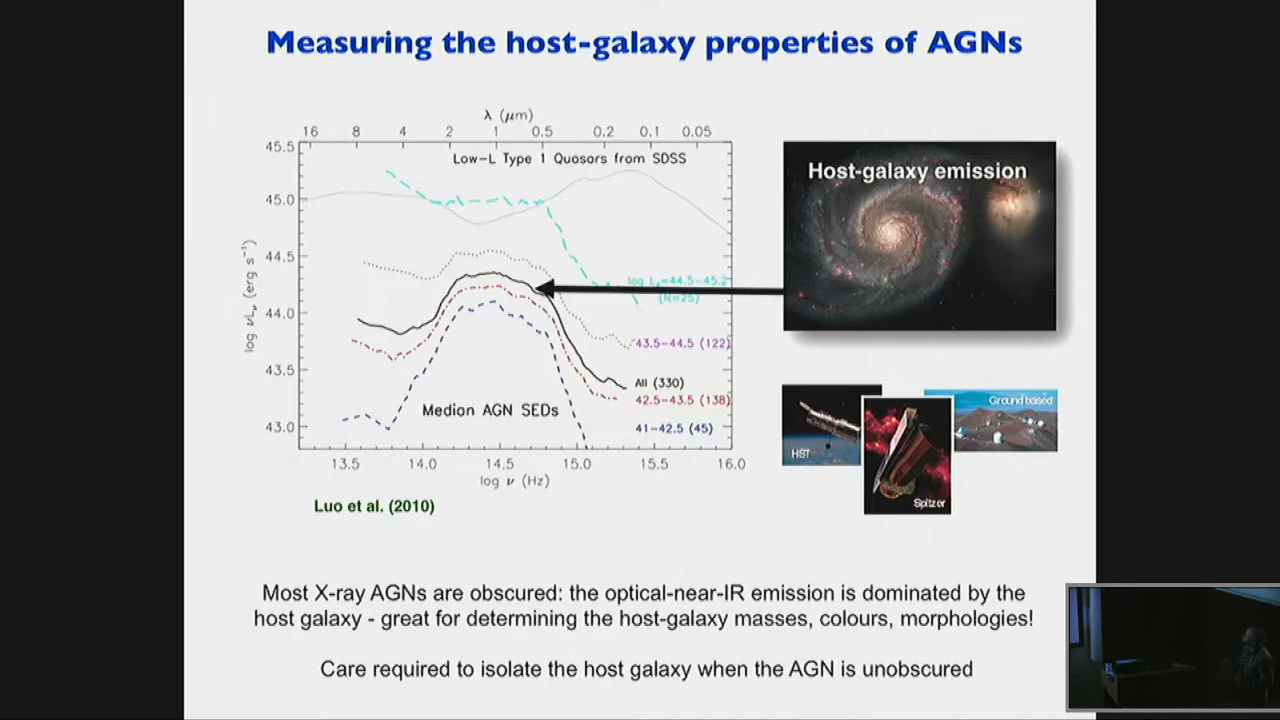 Measuring the host-galaxy properties of AGNs
λ (μm)
16 8 4 2 1 0.5 0.2 0.1 0.05
Low-L Type 1 Quasars from SDSS
45.5
45.0
44.5
44.0
43.5
43.0
log νLν (erg s⁻¹)
log Lx=44.5-45.2
(N=25)
43.5-44.5 (122)
All (330)
42.5-43.5 (138)
41-42.5 (45)
Median AGN SEDs
13.5 14.0 14.5 15.0 15.5 16.0
log ν (Hz)
Luo et al. (2010)
Host-galaxy emission
HST
Spitzer
Ground based
Most X-ray AGNs are obscured: the optical-near-IR emission is dominated by the
host galaxy - great for determining the host-galaxy masses, colours, morphologies!
Care required to isolate the host galaxy when the AGN is unobscured